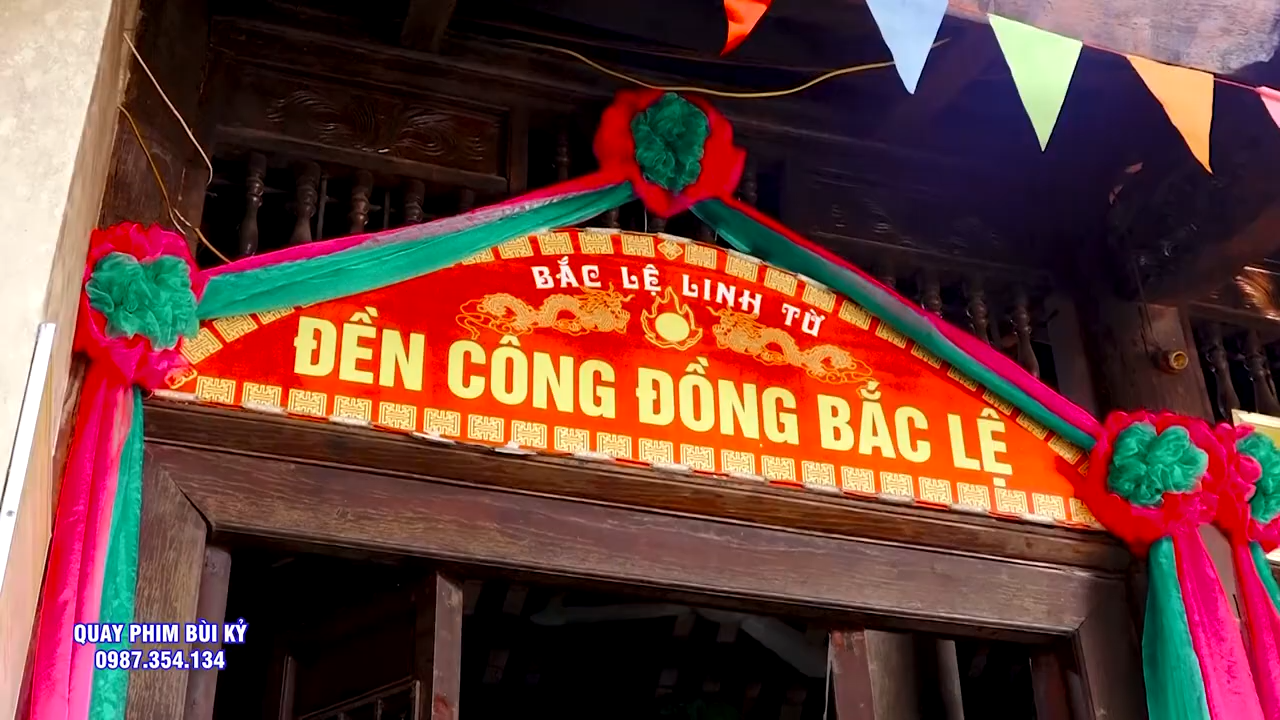 BẮC LỆ LINH TỪ
ĐỀN CÔNG ĐỒNG BẮC LỆ
QUAY PHIM BÙI KỶ
0987.354.134